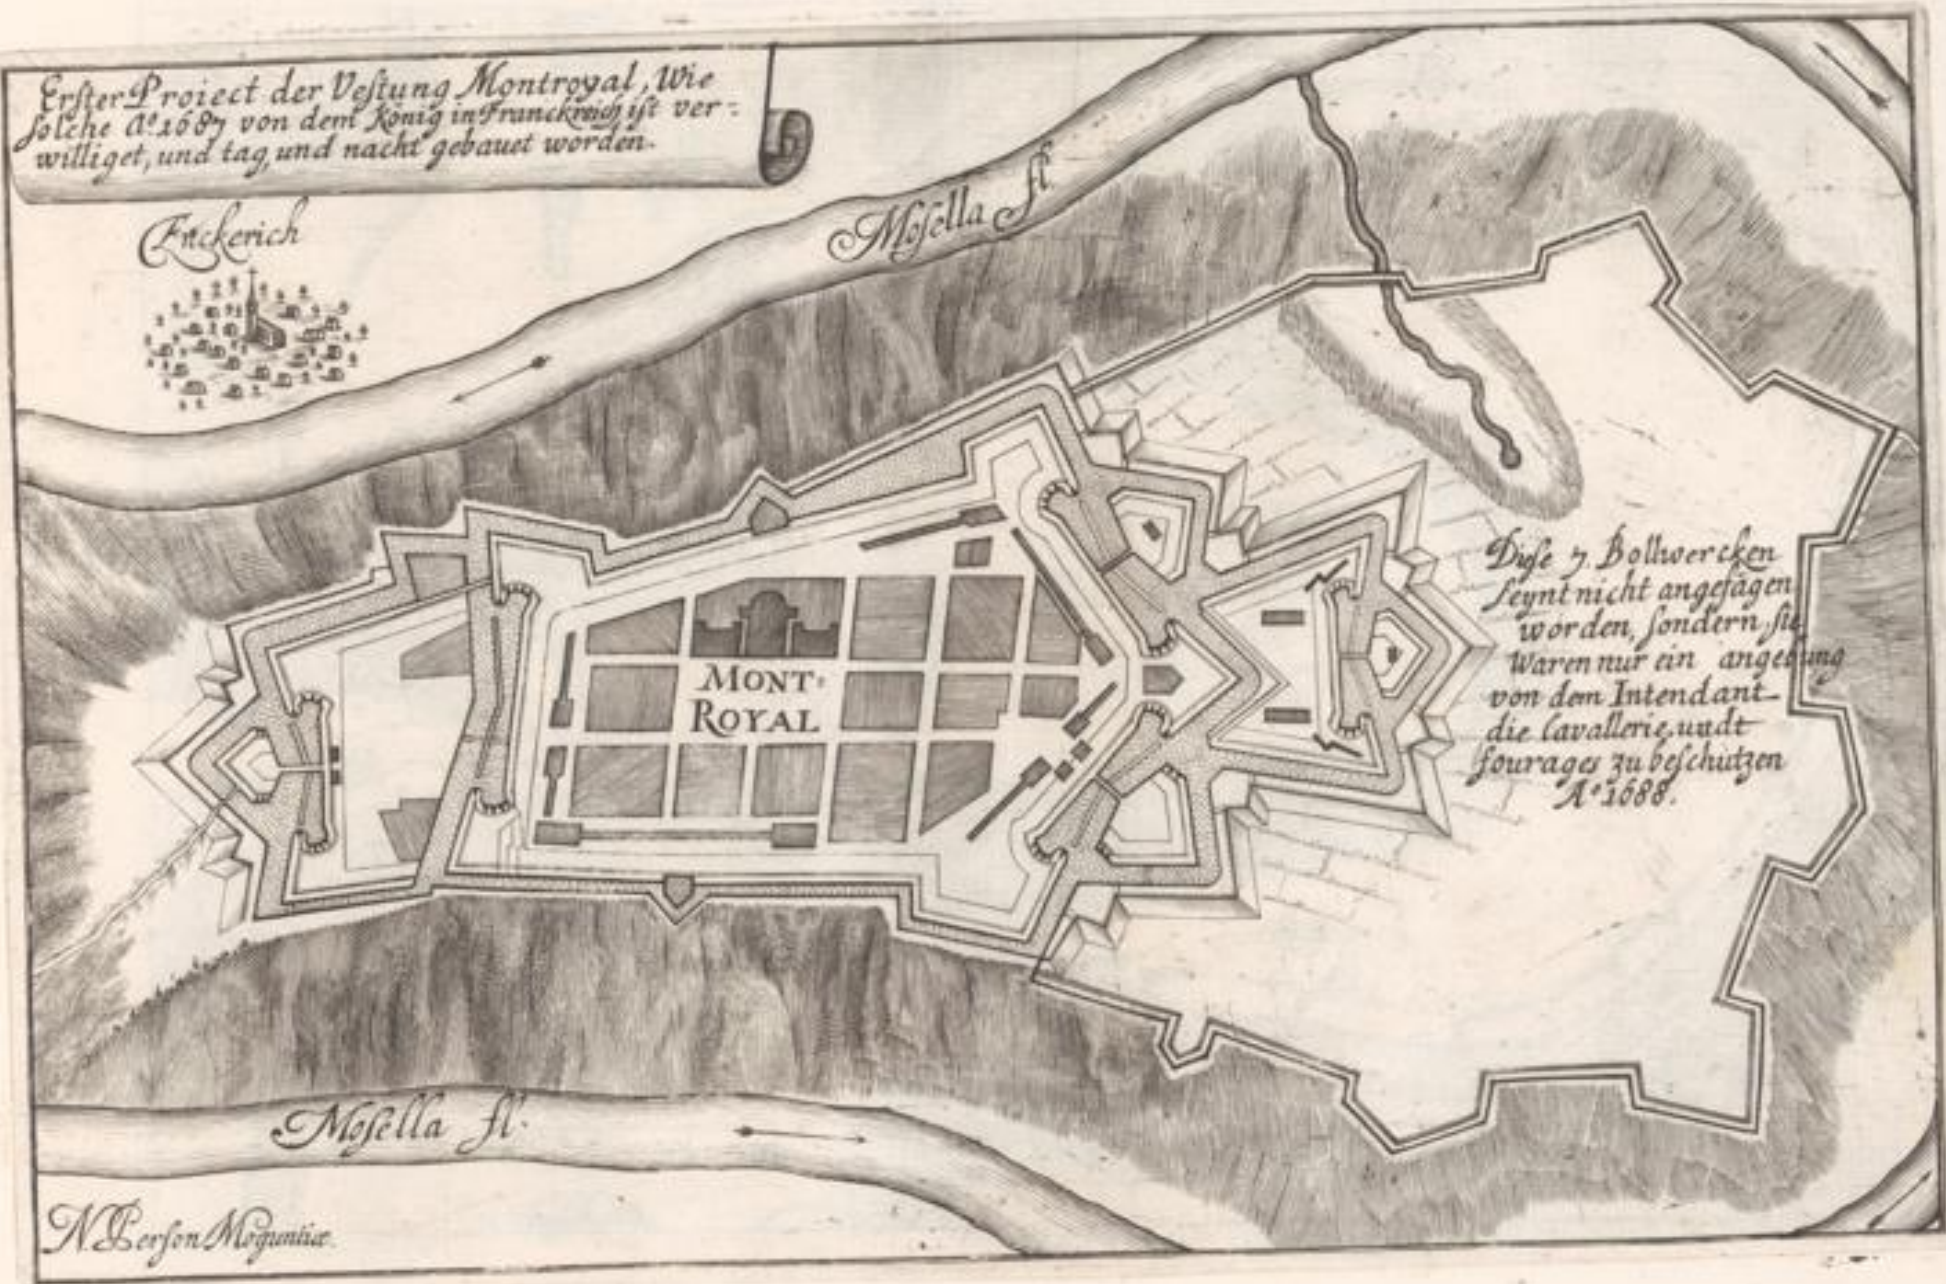 Erster Proiect der Vestung Montroyal, Wie
solche Aº 1687 von dem König in Franckreich ist ver-
williget, und tag, und nacht gebauet worden.
Enckerich
Mosella fl.
MONT-
ROYAL
Diese 7. Bollwercken
seynt nicht angefägen
worden, sondern sie
Waren nur ein angebung
von dem Intendant
die Cavallerie, undt
fourages zu beschützen
Aº 1688.
Mosella fl.
N. Person Moguntiæ.